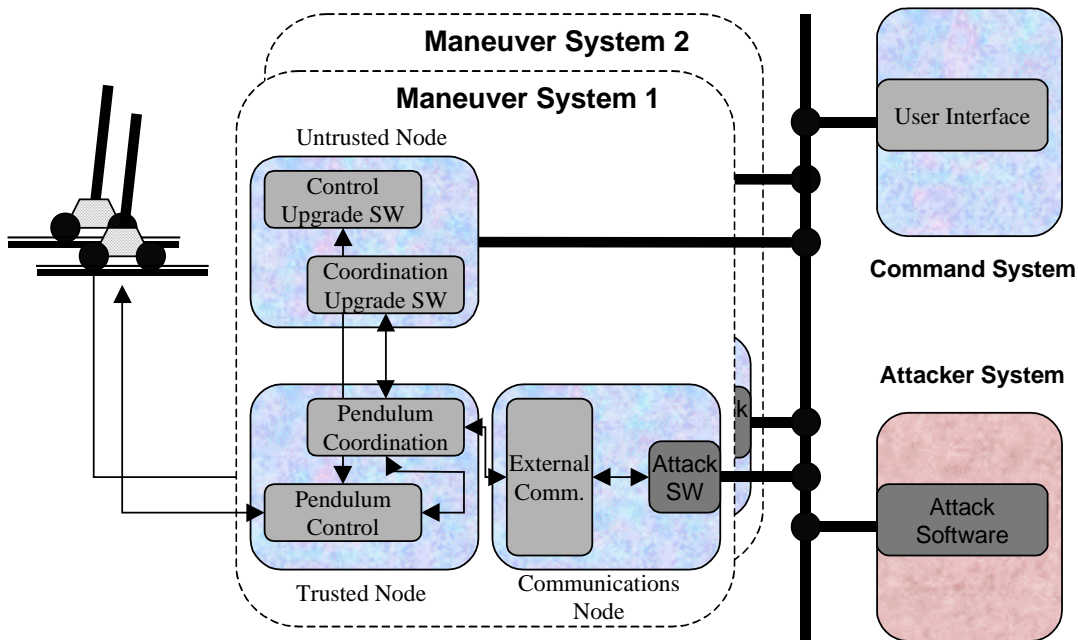 Maneuver System 2
Maneuver System 1
Untrusted Node
Control
Upgrade SW
Coordination
Upgrade SW
Pendulum
Coordination
Pendulum
Control
Trusted Node
External
Comm.
Attack
SW
k
Communications
Node
User Interface
Command System
Attacker System
Attack
Software